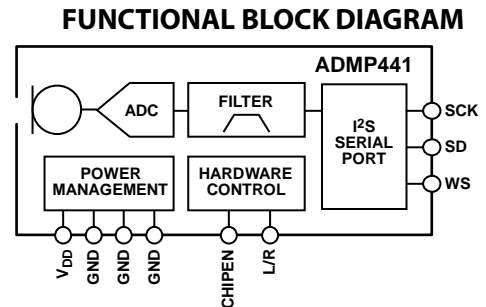 FUNCTIONAL BLOCK DIAGRAM
ADMP441
ADC
FILTER
I2S
SERIAL
PORT
SCK
SD
WS
POWER
MANAGEMENT
HARDWARE
CONTROL
VDD
GND
GND
GND
CHIPEN
L/R